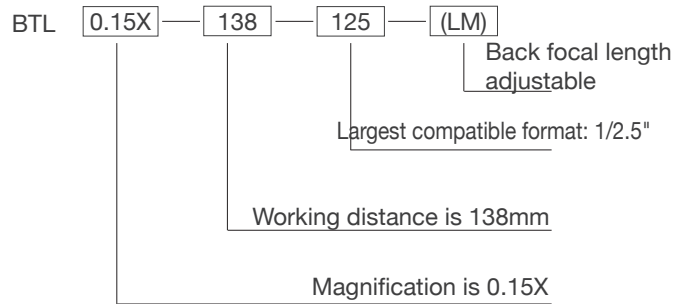 BTL 0.15X 138 125 (LM)
Back focal length
adjustable
Largest compatible format: 1/2.5"
Working distance is 138mm
Magnification is 0.15X